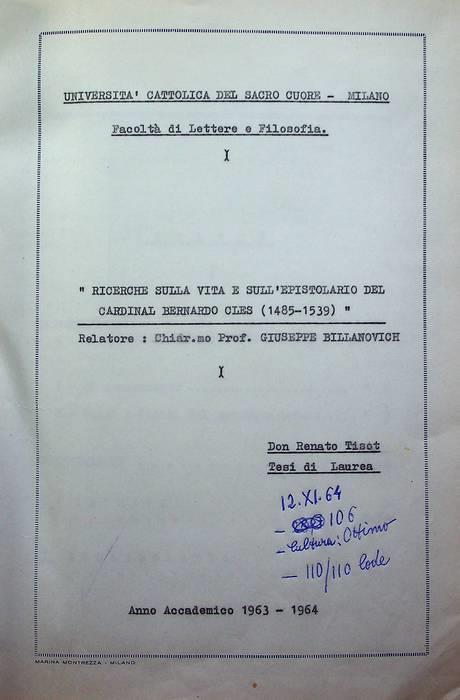 UNIVERSITA' CATTOLICA DEL SACRO CUORE - MILANO
Facoltà di Lettere e Filosofia.
I
" RICERCHE SULLA VITA E SULL'EPISTOLARIO DEL
CARDINAL BERNARDO CLES (1485-1539) "
Relatore : Chiar.mo Prof. GIUSEPPE BILLANOVICH
I
Don Renato Tisot
Tesi di Laurea
12.XI.64
- 106
- Cultura: Ottimo
- 110/110 lode
Anno Accademico 1963 - 1964
MARINA MONTREZZA - MILANO